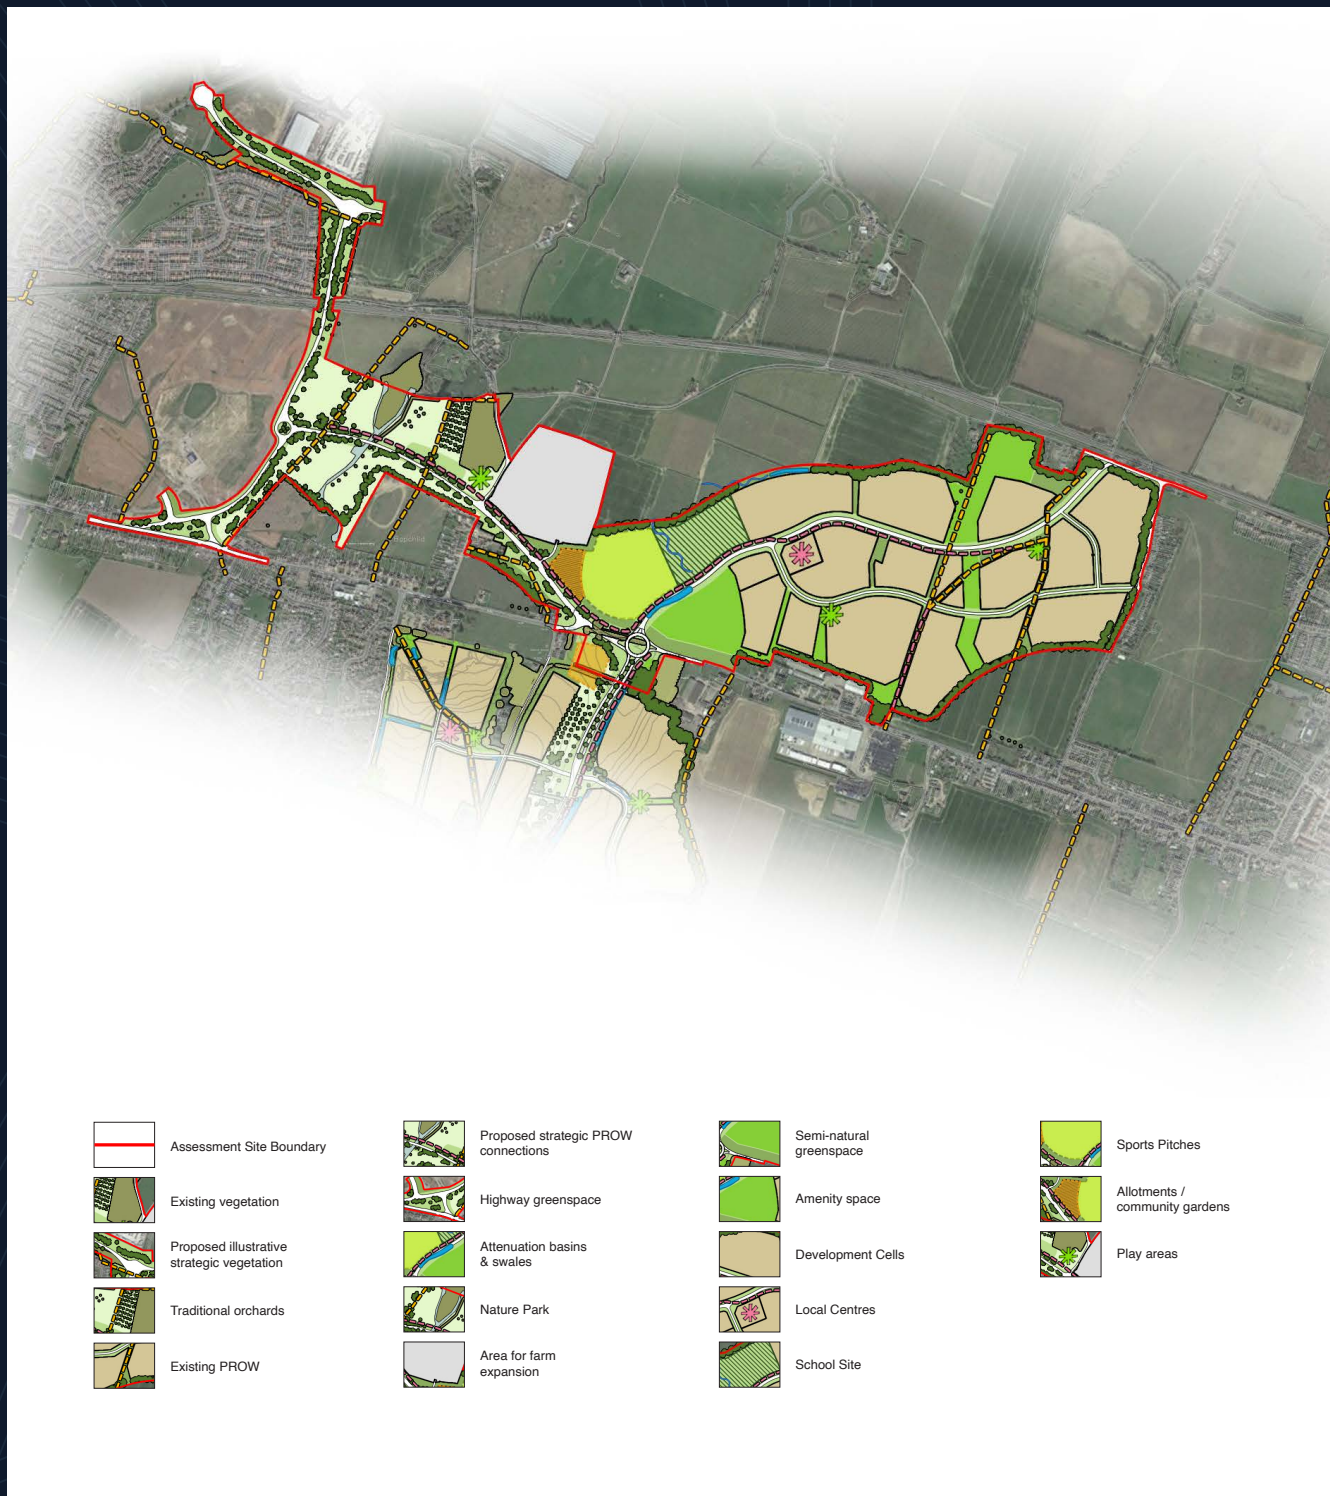 Bapchild
Assessment Site Boundary
Existing vegetation
Proposed illustrative
strategic vegetation
Traditional orchards
Existing PROW
Proposed strategic PROW
connections
Highway greenspace
Attenuation basins
& swales
Nature Park
Area for farm
expansion
Semi-natural
greenspace
Amenity space
Development Cells
Local Centres
School Site
Sports Pitches
Allotments /
community gardens
Play areas